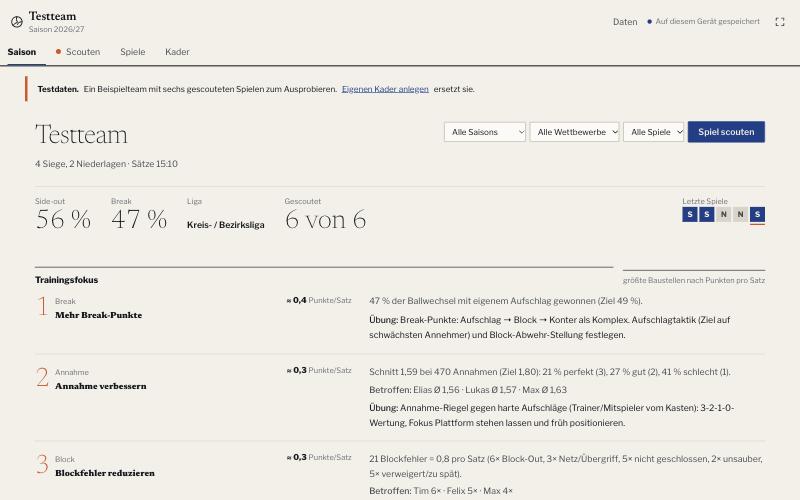 Testteam
Saison 2026/27
Daten
Auf diesem Gerät gespeichert
Saison
Scouten
Spiele
Kader
Testdaten. Ein Beispielteam mit sechs gescouteten Spielen zum Ausprobieren. Eigenen Kader anlegen ersetzt sie.
Testteam
Alle Saisons
Alle Wettbewerbe
Alle Spiele
Spiel scouten
4 Siege, 2 Niederlagen · Sätze 15:10
Side-out
56 %
Break
47 %
Liga
Kreis- / Bezirksliga
Gescoutet
6 von 6
Letzte Spiele
S S N N S
Trainingsfokus
größte Baustellen nach Punkten pro Satz
1
Break
Mehr Break-Punkte
≈ 0,4 Punkte/Satz
47 % der Ballwechsel mit eigenem Aufschlag gewonnen (Ziel 49 %).
Übung: Break-Punkte: Aufschlag → Block → Konter als Komplex. Aufschlagtaktik (Ziel auf
schwächsten Annehmer) und Block-Abwehr-Stellung festlegen.
2
Annahme
Annahme verbessern
≈ 0,3 Punkte/Satz
Schnitt 1,59 bei 470 Annahmen (Ziel 1,80): 21 % perfekt (3), 27 % gut (2), 41 % schlecht (1).
Betroffen: Elias Ø 1,56 · Lukas Ø 1,57 · Max Ø 1,63
Übung: Annahme-Riegel gegen harte Aufschläge (Trainer/Mitspieler vom Kasten): 3-2-1-0-
Wertung, Fokus Plattform stehen lassen und früh positionieren.
3
Block
Blockfehler reduzieren
≈ 0,3 Punkte/Satz
21 Blockfehler = 0,8 pro Satz (6× Block-Out, 3× Netz/Übergriff, 5× nicht geschlossen, 2× unsauber,
5× verweigert/zu spät).
Betroffen: Tim 6× · Felix 5× · Max 4×